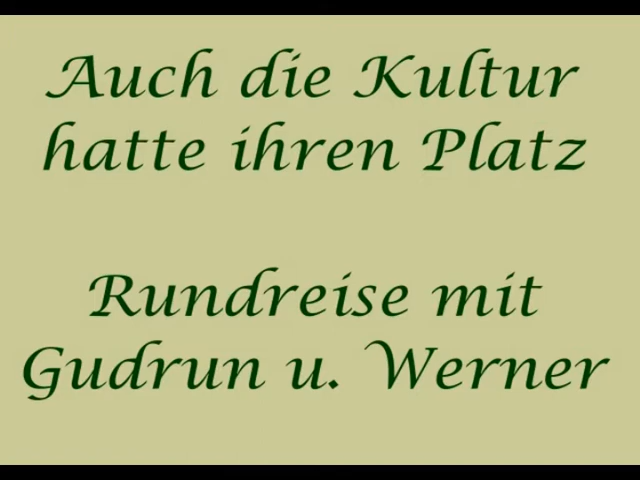 Auch die Kultur
hatte ihren Platz
Rundreise mit
Gudrun u. Werner